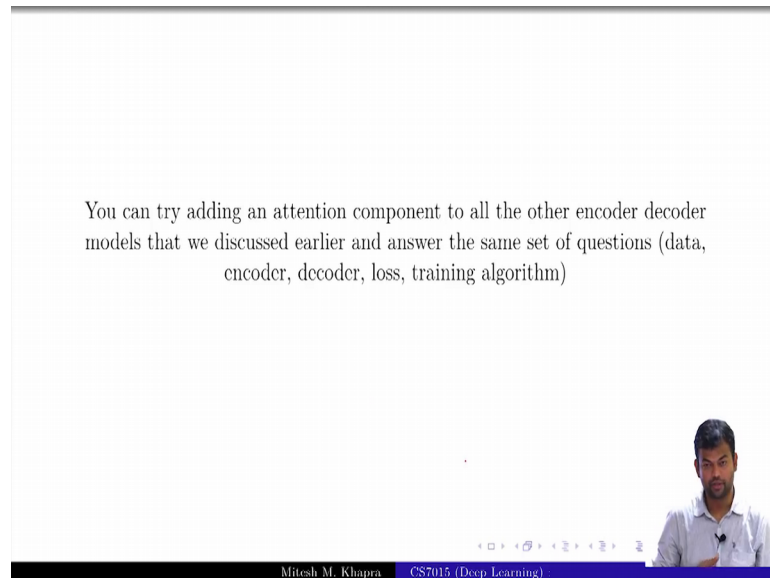 You can try adding an attention component to all the other encoder decoder
models that we discussed earlier and answer the same set of questions (data,
encoder, decoder, loss, training algorithm)
Mitesh M. Khapra CS7015 (Deep Learning) :